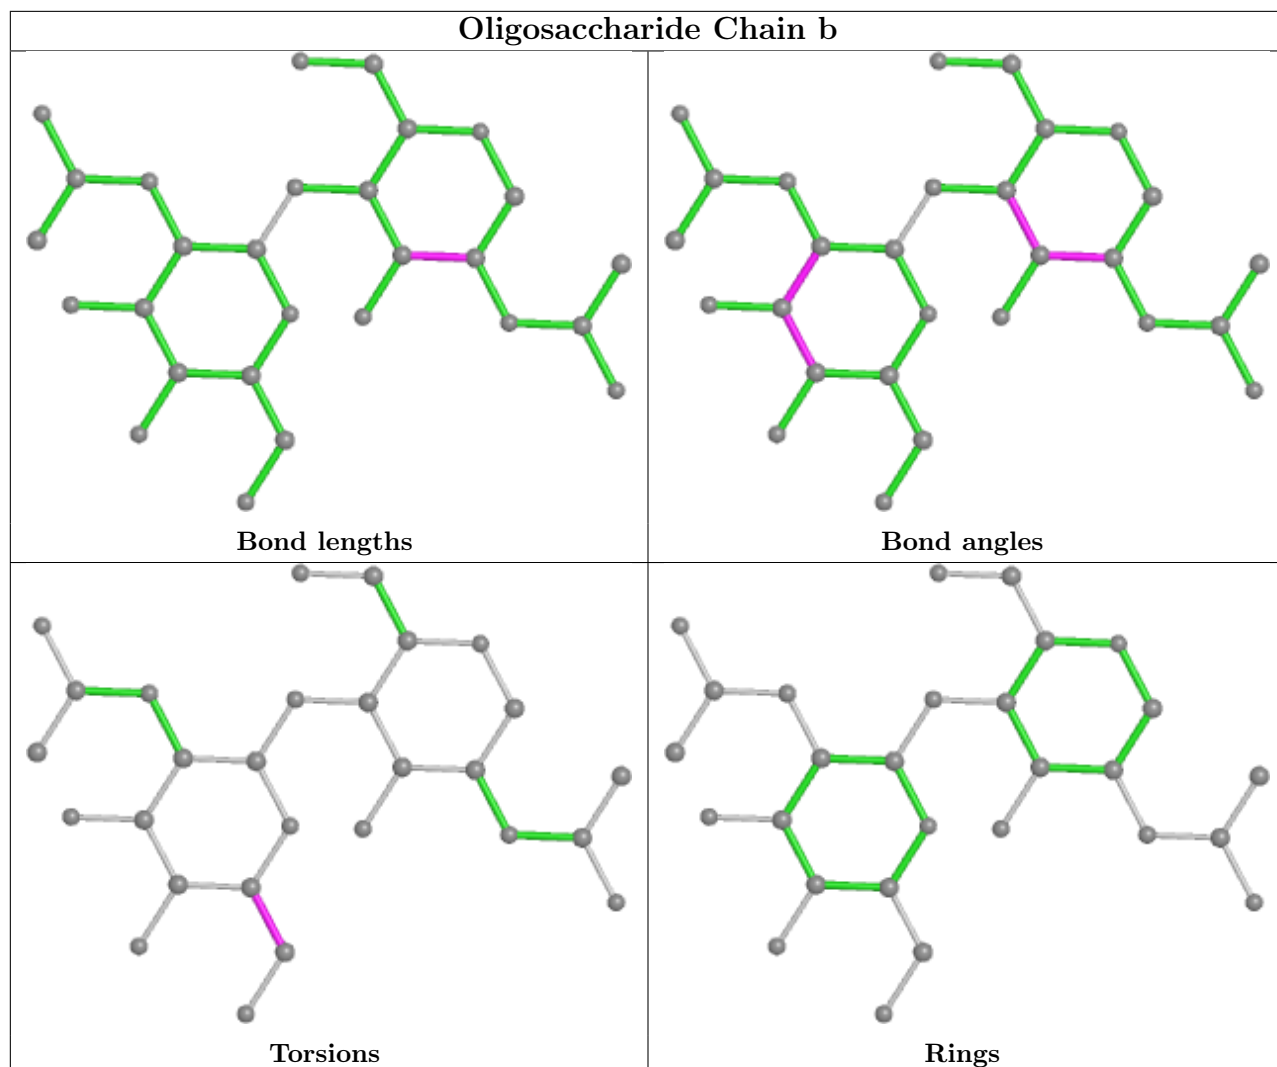 Oligosaccharide Chain b
Bond lengths
Bond angles
Torsions
Rings